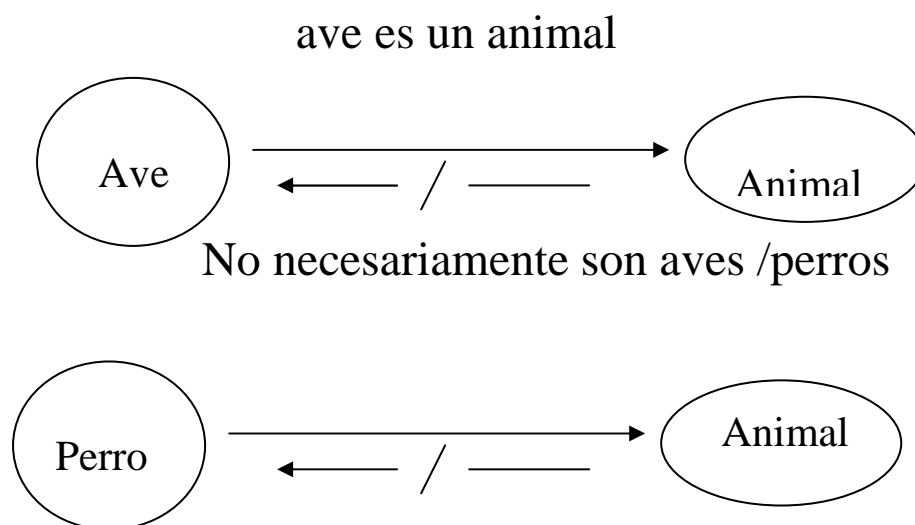 ave es un animal
Ave
Animal
No necesariamente son aves /perros
Perro
Animal